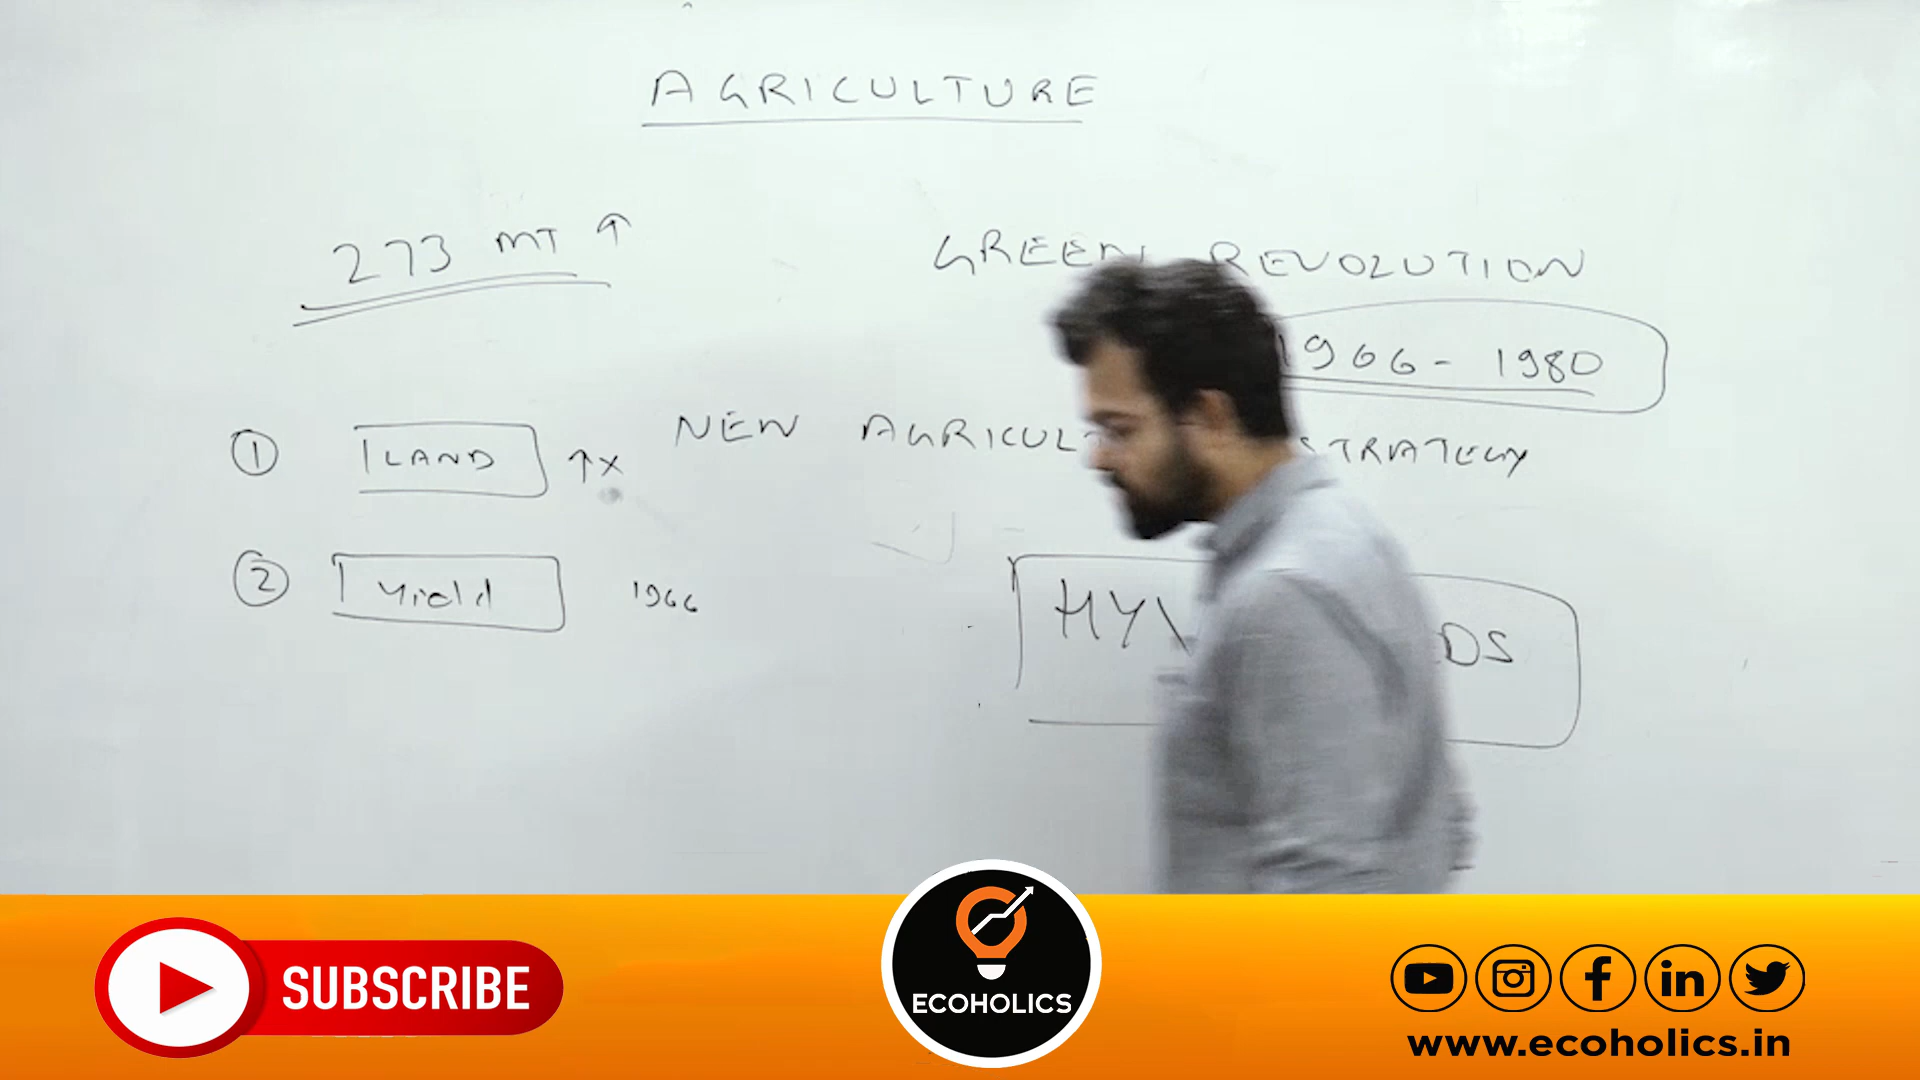 AGRICULTURE
273 MT ↑
GREEN REVOLUTION
1966 - 1980
① LAND ↑ X
NEW AGRICULT STRATEGY
② Yield 1966
HYV DS
SUBSCRIBE
ECOHOLICS
www.ecoholics.in